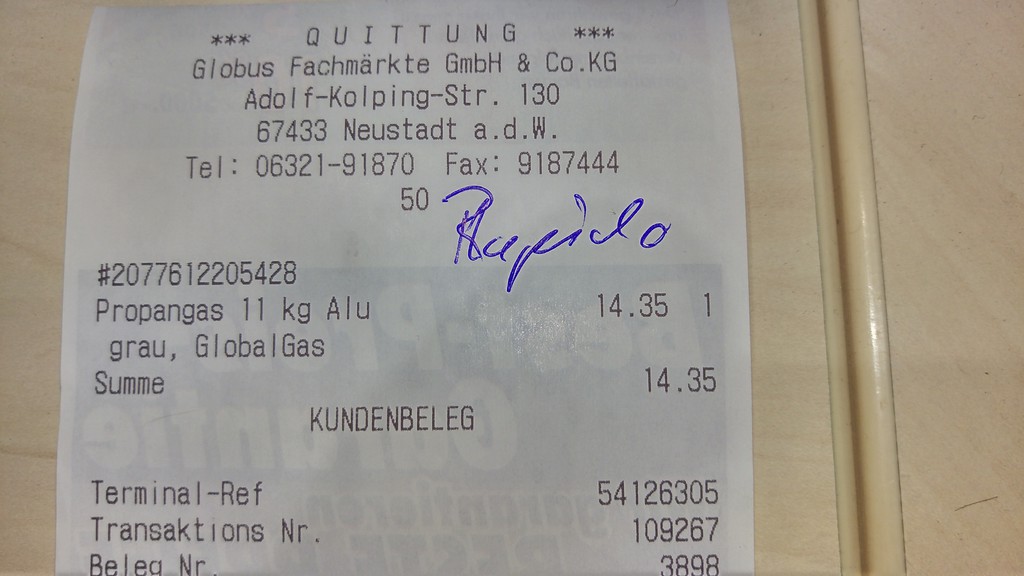 *** QUITTUNG ***
Globus Fachmärkte GmbH & Co.KG
Adolf-Kolping-Str. 130
67433 Neustadt a.d.W.
Tel: 06321-91870 Fax: 9187444
50 Rapido
#2077612205428
Propangas 11 kg Alu 14.35 1
grau, GlobalGas
Summe 14.35
KUNDENBELEG
Terminal-Ref 54126305
Transaktions Nr. 109267
Beleg Nr. 3898